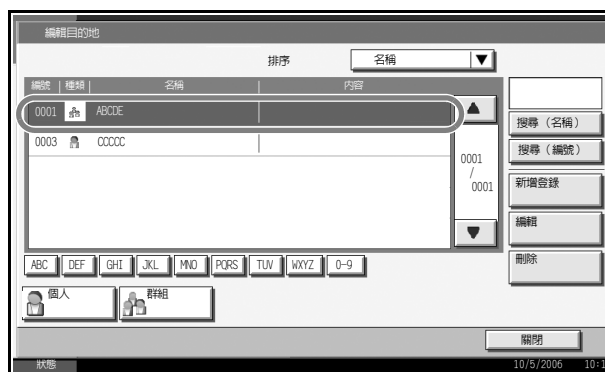 編輯目的地
排序 名稱
編號 種類 名稱 內容
0001 ABCDE
0003 CCCCC
0001
/
0001
搜尋（名稱）
搜尋（編號）
新增登錄
編輯
刪除
ABC DEF GHI JKL MNO PQRS TUV WXYZ 0-9
個人 群組
關閉
狀態 10/5/2006 10:1